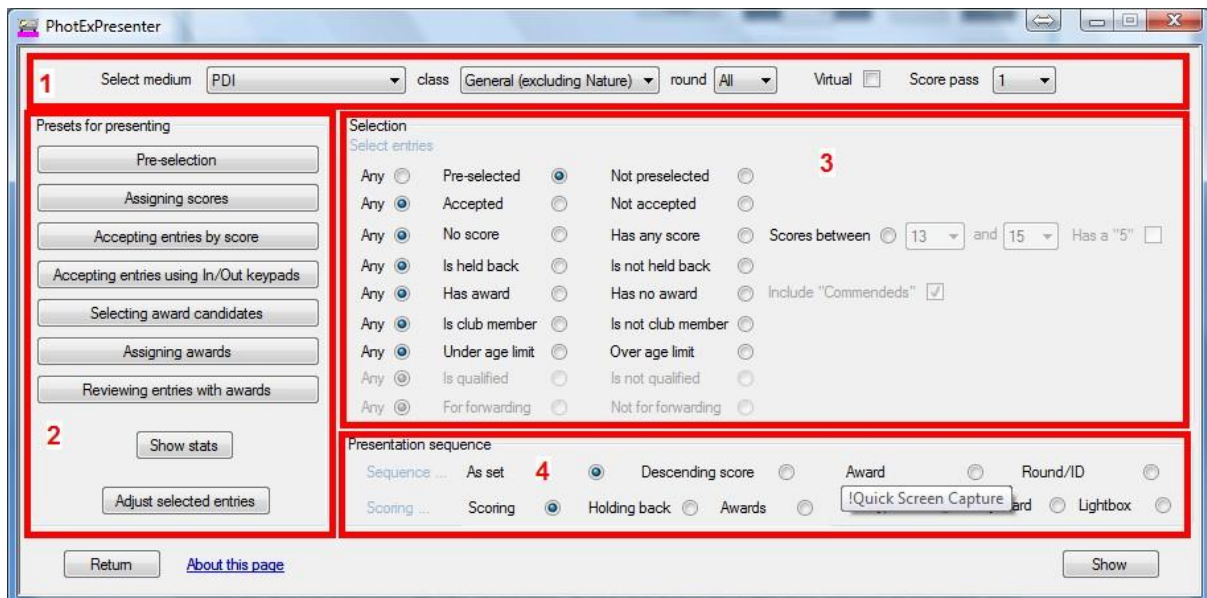 PhotExPresenter
1 Select medium PDI class General (excluding Nature) round All Virtual Score pass 1
Presets for presenting
Pre-selection
Assigning scores
Accepting entries by score
Accepting entries using In/Out keypads
Selecting award candidates
Assigning awards
Reviewing entries with awards
2
Show stats
Adjust selected entries
Selection
Select entries
3
Any Pre-selected Not preselected
Any Accepted Not accepted
Any No score Has any score Scores between 13 and 15 Has a "5"
Any Is held back Is not held back
Any Has award Has no award Include "Commendeds"
Any Is club member Is not club member
Any Under age limit Over age limit
Any Is qualified Is not qualified
Any For forwarding Not for forwarding
Presentation sequence
Sequence ... As set 4 Descending score Award Round/ID
Scoring ... Scoring Holding back Awards !Quick Screen Capture Lightbox
Return About this page Show